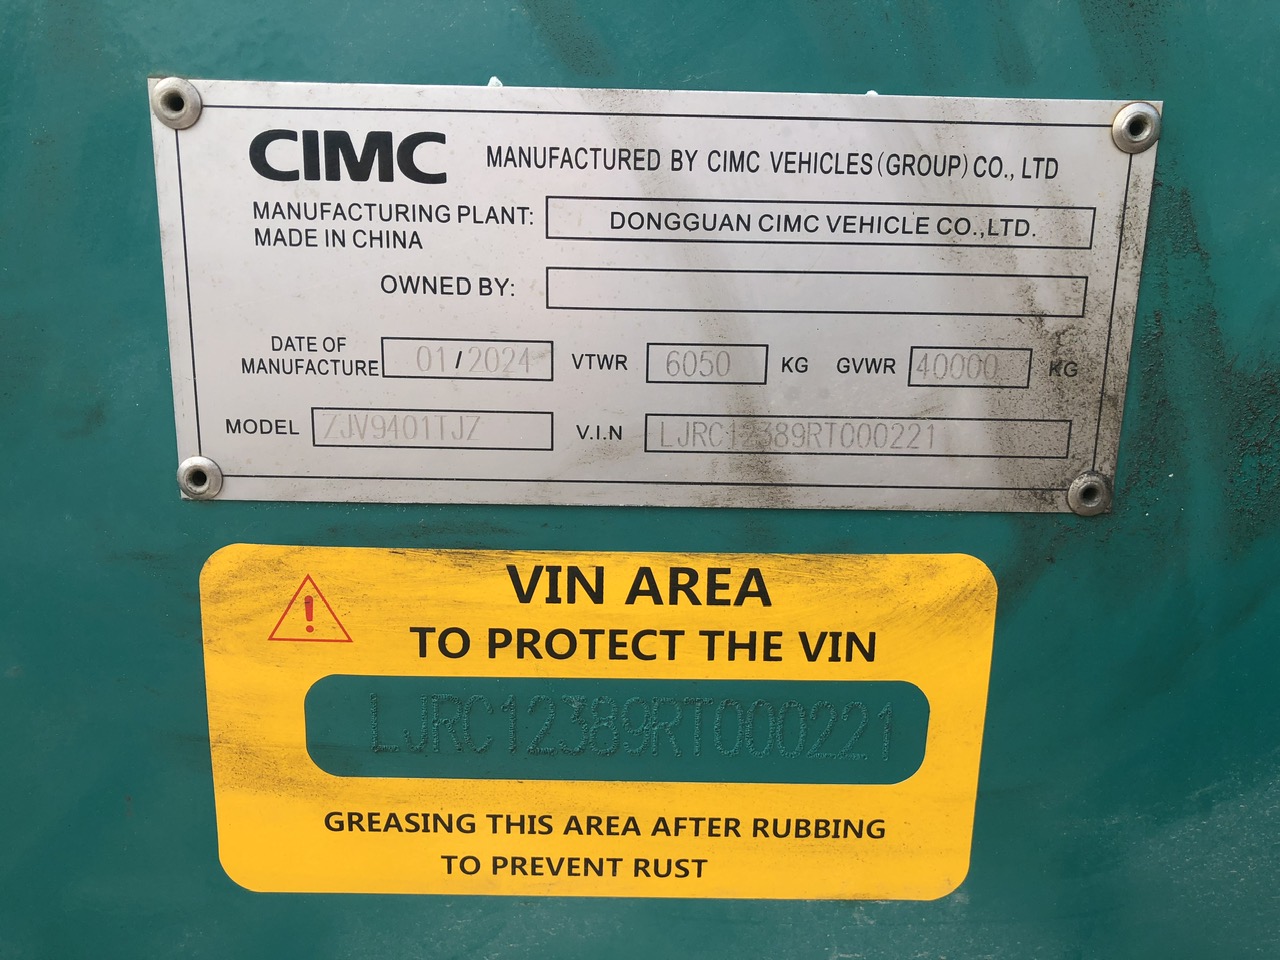 CIMC MANUFACTURED BY CIMC VEHICLES (GROUP) CO., LTD
MANUFACTURING PLANT: DONGGUAN CIMC VEHICLE CO.,LTD.
MADE IN CHINA
OWNED BY:
DATE OF MANUFACTURE 01/2024 VTWR 6050 KG GVWR 40000 KG
MODEL ZJV9401TJZ V.I.N LJRC12389RT000221
VIN AREA
TO PROTECT THE VIN
LJRC12389RT000221
GREASING THIS AREA AFTER RUBBING
TO PREVENT RUST